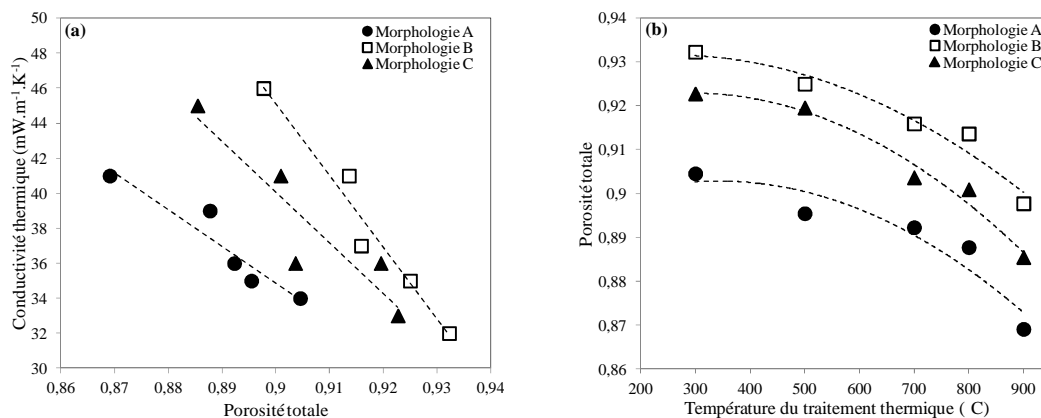 (a)
Morphologie A
Morphologie B
Morphologie C
Conductivité thermique (mW.m⁻¹.K⁻¹)
50
48
46
44
42
40
38
36
34
32
30
0,86 0,87 0,88 0,89 0,9 0,91 0,92 0,93 0,94
Porosité totale
(b)
Morphologie A
Morphologie B
Morphologie C
Porosité totale
0,94
0,93
0,92
0,91
0,9
0,89
0,88
0,87
0,86
200 300 400 500 600 700 800 900 1000
Température du traitement thermique ( C)